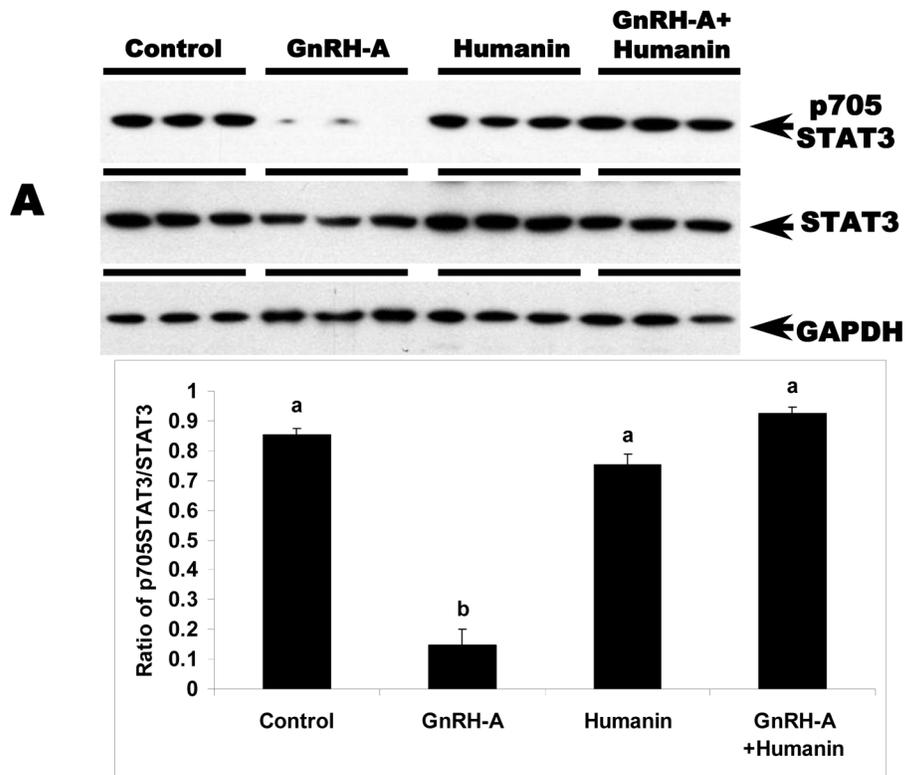 Control GnRH-A Humanin GnRH-A+
Humanin
p705
STAT3
A
STAT3
GAPDH
Ratio of p705STAT3/STAT3
1
0.9
0.8
0.7
0.6
0.5
0.4
0.3
0.2
0.1
0
a
b
a
a
Control GnRH-A Humanin GnRH-A
+Humanin